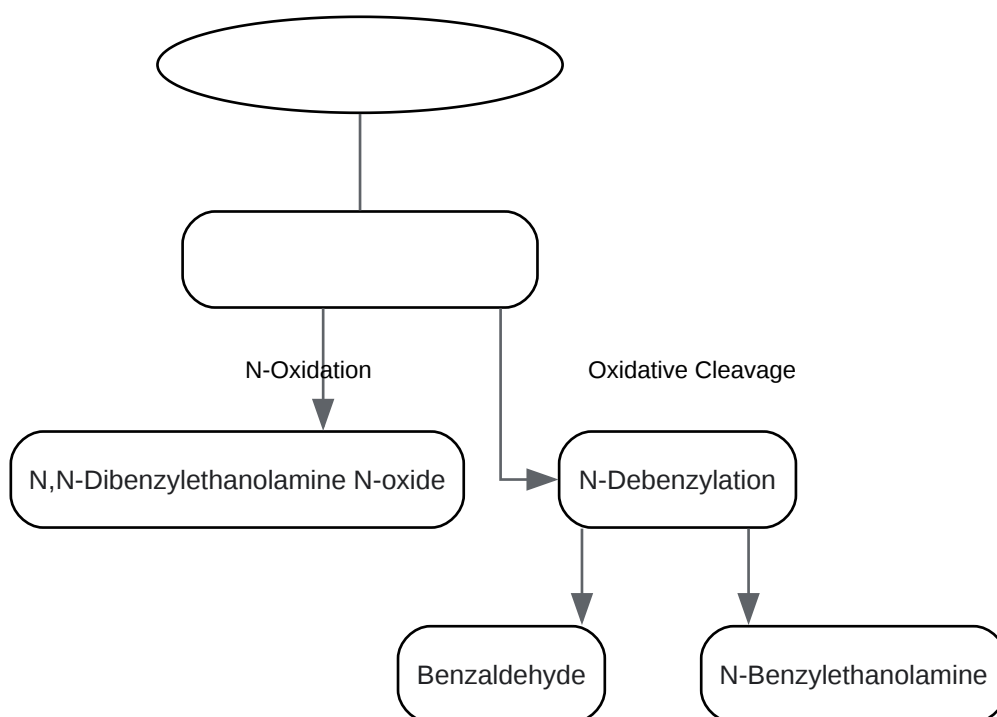 N-Oxidation
Oxidative Cleavage
N,N-Dibenzylethanolamine N-oxide
N-Debenzylation
Benzaldehyde
N-Benzylethanolamine